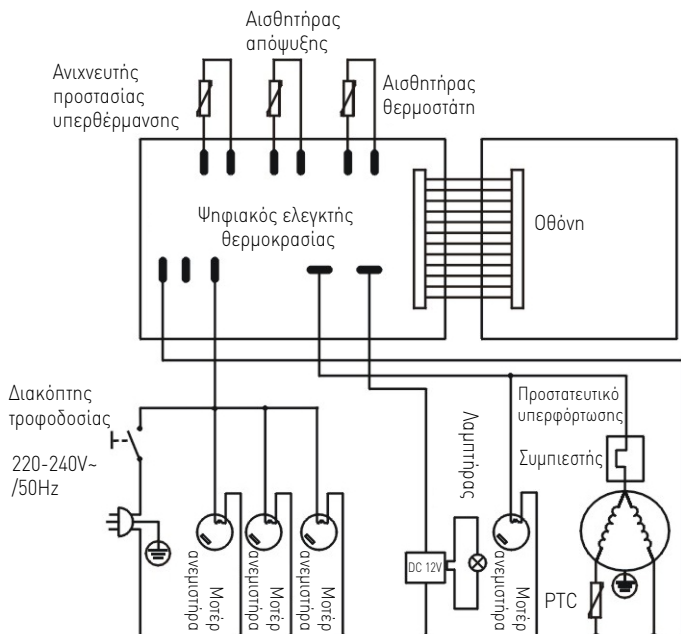 Αισθητήρας
απόψυξης
Ανιχνευτής
προστασίας
υπερθέρμανσης
Αισθητήρας
θερμοστάτη
Ψηφιακός ελεγκτής
θερμοκρασίας
Οθόνη
Διακόπτης
τροφοδοσίας
220-240V~
/50Hz
Προστατευτικό
υπερφόρτωσης
Συμπιεστής
Λαμπτήρας
Μοτέρ
ανεμιστήρα
Μοτέρ
ανεμιστήρα
Μοτέρ
ανεμιστήρα
DC 12V
Μοτέρ
ανεμιστήρα
PTC